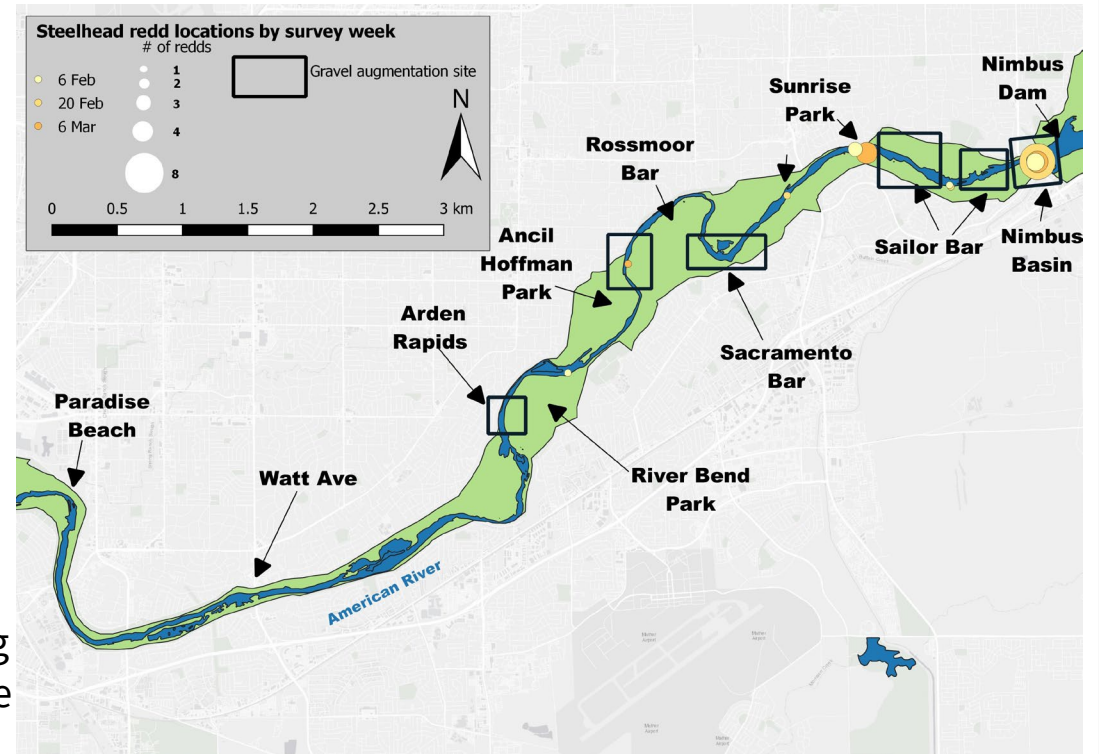 Steelhead redd locations by survey week
# of redds
6 Feb
20 Feb
6 Mar
1
2
3
4
8
Gravel augmentation site
N
0 0.5 1 1.5 2 2.5 3 km
Nimbus
Dam
Sunrise
Park
Rossmoor
Bar
Ancil
Hoffman
Park
Sailor Bar
Nimbus
Basin
Arden
Rapids
Sacramento
Bar
Paradise
Beach
Watt Ave
River Bend
Park
American River
Mather
Airport
g
e